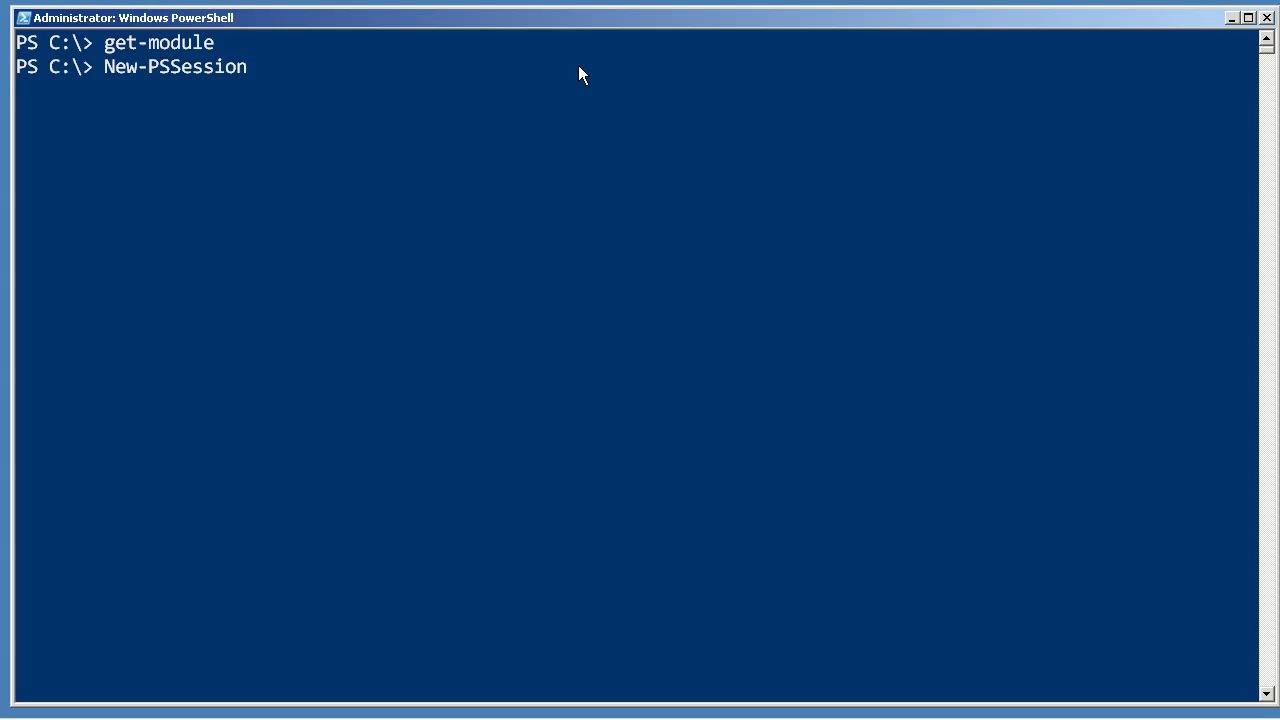 Administrator: Windows PowerShell
PS C:\> get-module
PS C:\> New-PSSession